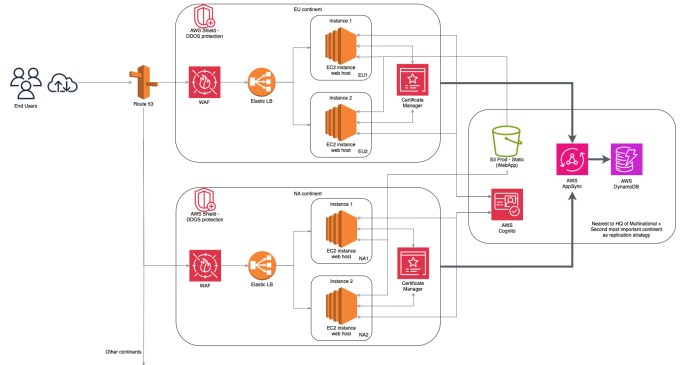 EU continent
AWS Shield -
DDOS protection
Instance 1
EC2 instance
web host
EU1
End Users
Route 53
WAF
Elastic LB
Certificate
Manager
Instance 2
EC2 instance
web host
EU2
S3 Prod - Static
(WebApp)
AWS
AppSync
AWS
DynamoDB
NA continent
AWS Shield -
DDOS protection
Instance 1
EC2 instance
web host
NA1
AWS
Cognito
Nearest to HQ of Multinational +
Second most important continent
as replication strategy
WAF
Elastic LB
Certificate
Manager
Instance 2
EC2 instance
web host
NA2
Other continents